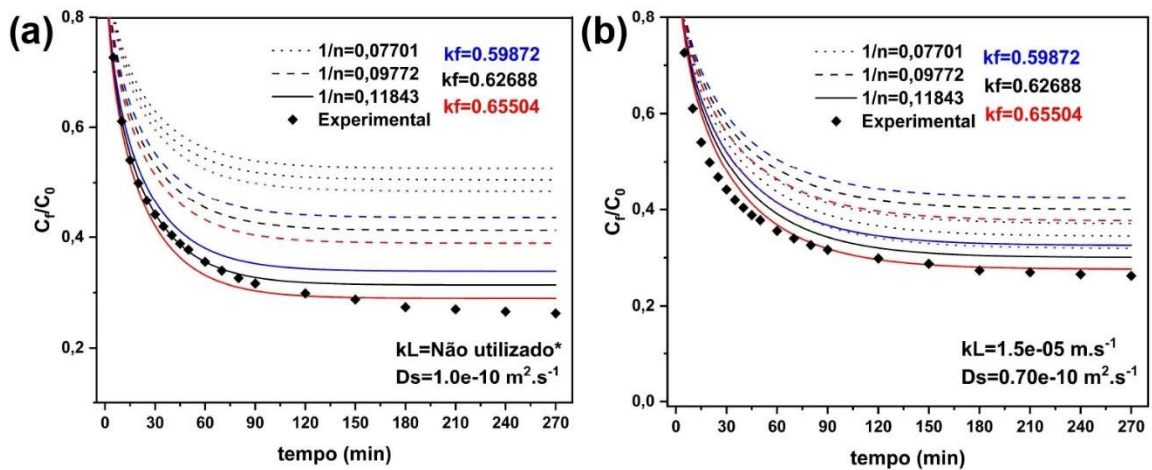 (a)
0,8
0,6
0,4
0,2
Cf/C0
1/n=0,07701 kf=0.59872
1/n=0,09772 kf=0.62688
1/n=0,11843 kf=0.65504
Experimental
kL=Não utilizado*
Ds=1.0e-10 m².s⁻¹
0 30 60 90 120 150 180 210 240 270
tempo (min)
(b)
0,8
0,6
0,4
0,2
0,0
Cf/C0
1/n=0,07701 kf=0.59872
1/n=0,09772 kf=0.62688
1/n=0,11843 kf=0.65504
Experimental
kL=1.5e-05 m.s⁻¹
Ds=0.70e-10 m².s⁻¹
0 30 60 90 120 150 180 210 240 270
tempo (min)